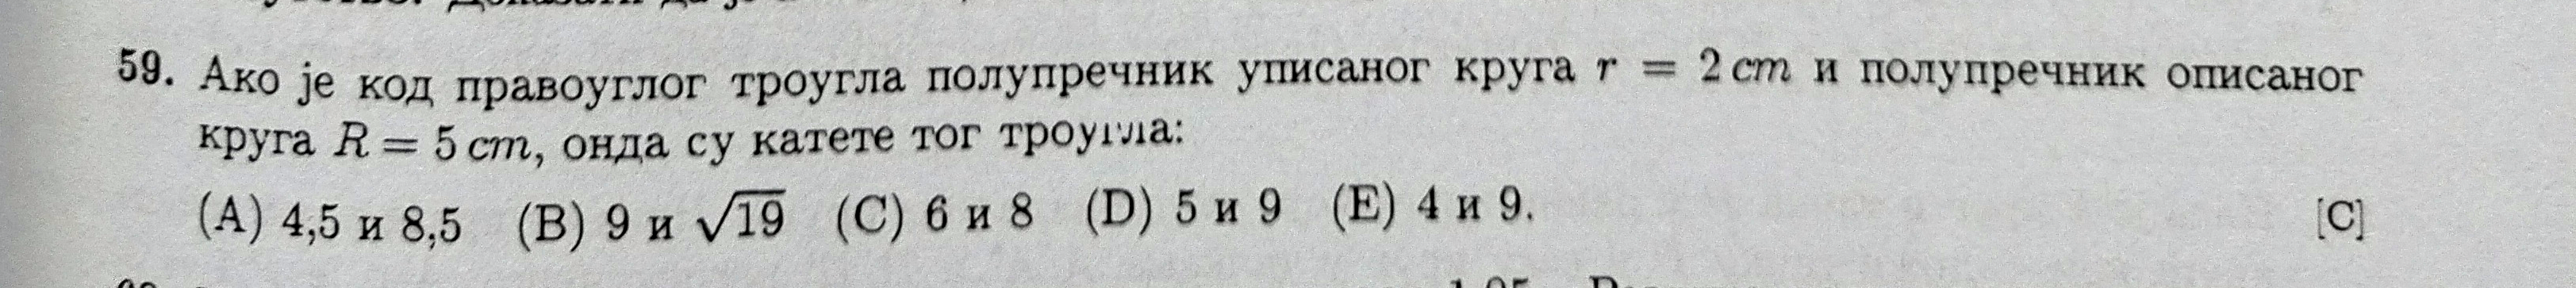 59. Ако је код правоуглог троугла полупречник уписаног круга r = 2 cm и полупречник описаног
круга R = 5 cm, онда су катете тог троугла:
(A) 4,5 и 8,5 (B) 9 и √19 (C) 6 и 8 (D) 5 и 9 (E) 4 и 9. [C]